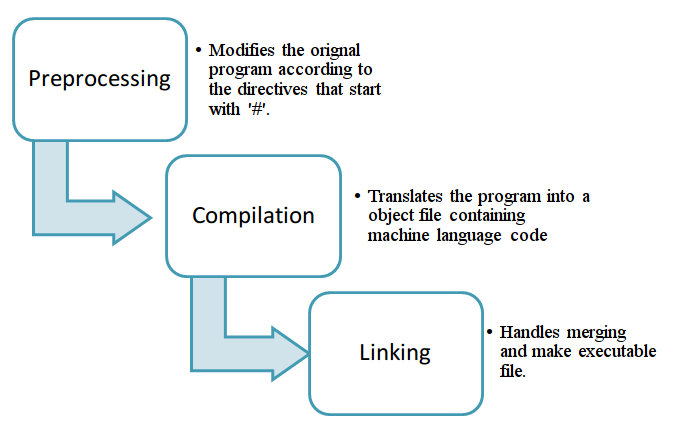 Preprocessing
• Modifies the orignal
program according to
the directives that start
with '#'.
Compilation
• Translates the program into a
object file containing
machine language code
Linking
• Handles merging
and make executable
file.